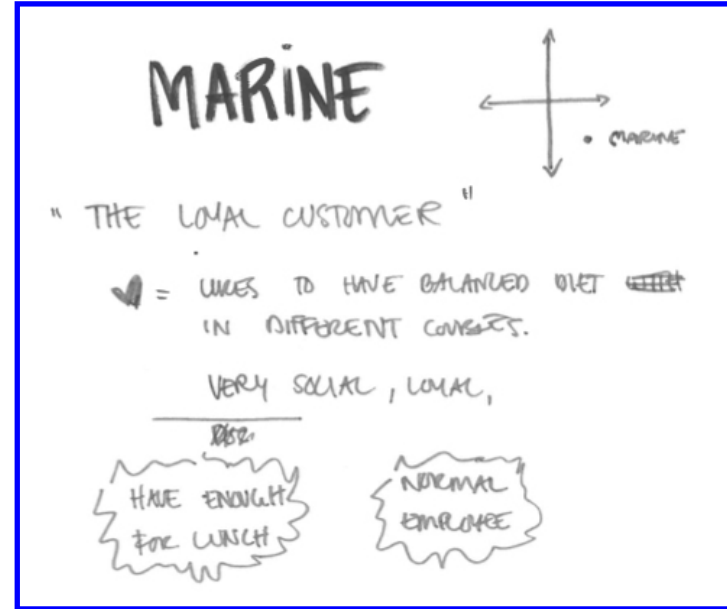 MARINE
• MARINE
" THE LOYAL CUSTOMER "
♥ = LIKES TO HAVE BALANCED DIET
IN DIFFERENT
VERY SOCIAL, LOYAL,
HAVE ENOUGH
FOR LUNCH
NORMAL
EMPLOYEE